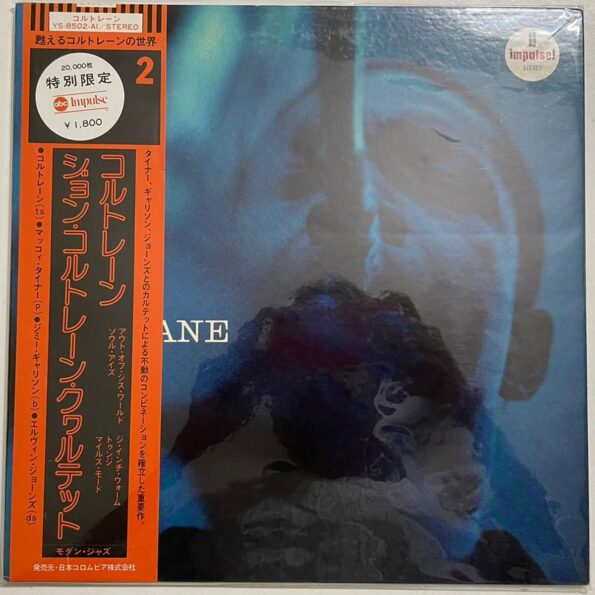 コルトレーン
YS-8502-AI/STEREO
甦えるコルトレーンの世界
2
20,000枚
特別限定
abc impulse
¥1,800
タイナー、ギャリソン、ジョーンズとのカルテットによる不動のコンビネーションを確立した重要作。
コルトレーン
ジョン・コルトレーン・クヮルテット
アウト・オブ・ジス・ワールド
ソウル・アイズ
ジ・インチ・ウォーム
トゥンジ
マイルス・モード
●コルトレーン(ts)●マッコイ・タイナー(p)●ジミー・ギャリソン(b)●エルヴィン・ジョーンズ(ds)
モダン・ジャズ
発売元・日本コロムビア株式会社
ANE
impulse!
STEREO